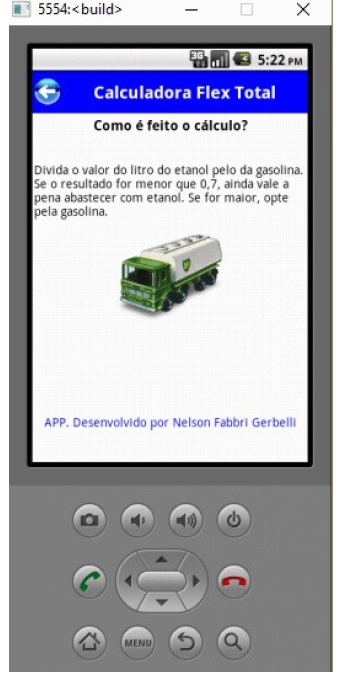 5554:<build>
3G
5:22 PM
Calculadora Flex Total
Como é feito o cálculo?
Divida o valor do litro do etanol pelo da gasolina.
Se o resultado for menor que 0,7, ainda vale a
pena abastecer com etanol. Se for maior, opte
pela gasolina.
APP. Desenvolvido por Nelson Fabbri Gerbelli
MENU